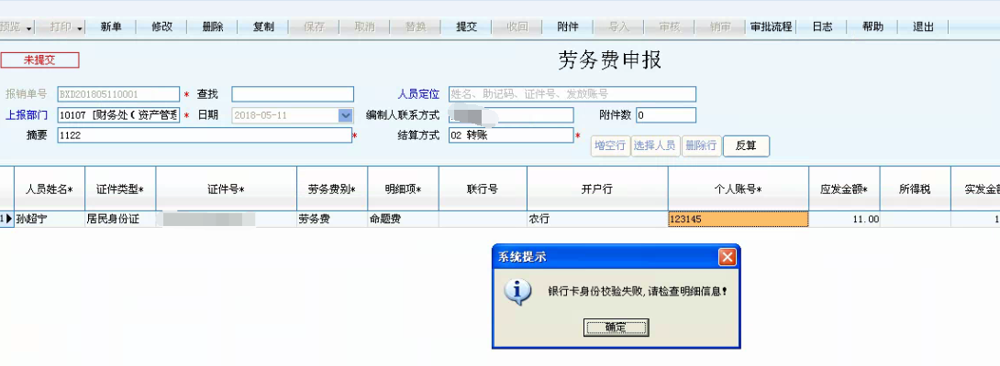 预览 打印 新单 修改 删除 复制 保存 取消 替换 提交 收回 附件 导入 审核 销审 审批流程 日志 帮助 退出
未提交
劳务费申报
报销单号 BXD201805110001 * 查找 人员定位 姓名、助记码、证件号、发放账号
上报部门 10107 [财务处(资产管理 * 日期 2018-05-11 编制人联系方式 附件数 0
摘要 1122 * 结算方式 02 转账 *
增空行 选择人员 删除行 反算
人员姓名* 证件类型* 证件号* 劳务费别* 明细项* 联行号 开户行 个人账号* 应发金额* 所得税 实发金
1 孙超宁 居民身份证 劳务费 命题费 农行 123145 11.00 1
系统提示
银行卡身份校验失败,请检查明细信息!
确定